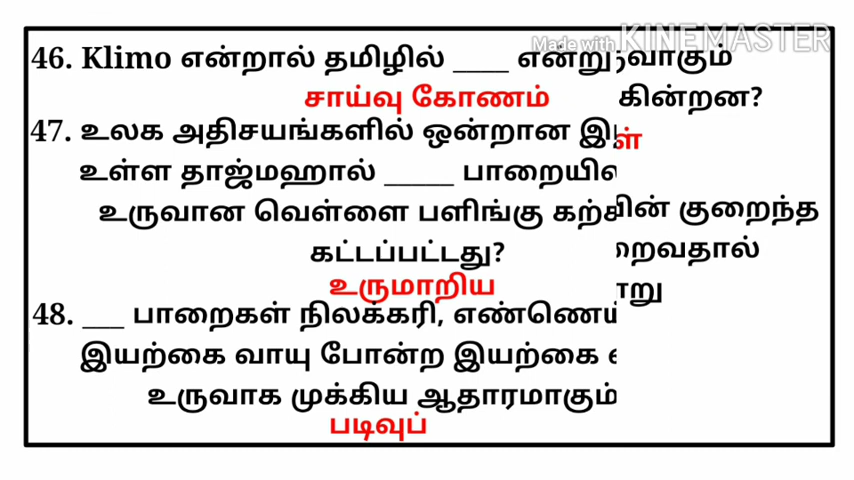 Made with KINEMASTER
46. Klimo என்றால் தமிழில் ____ என்று
வாகும்
சாய்வு கோணம்
கின்றன?
47. உலக அதிசயங்களில் ஒன்றான
ள்
உள்ள தாஜ்மஹால் _____ பாறையில
உருவான வெள்ளை பளிங்கு கற்க
ின் குறைந்த
கட்டப்பட்டது?
றைவதால்
உருமாறிய
று
48. ___ பாறைகள் நிலக்கரி, எண்ணெய்
இயற்கை வாயு போன்ற இயற்கை
உருவாக முக்கிய ஆதாரமாகும்
படிவுப்